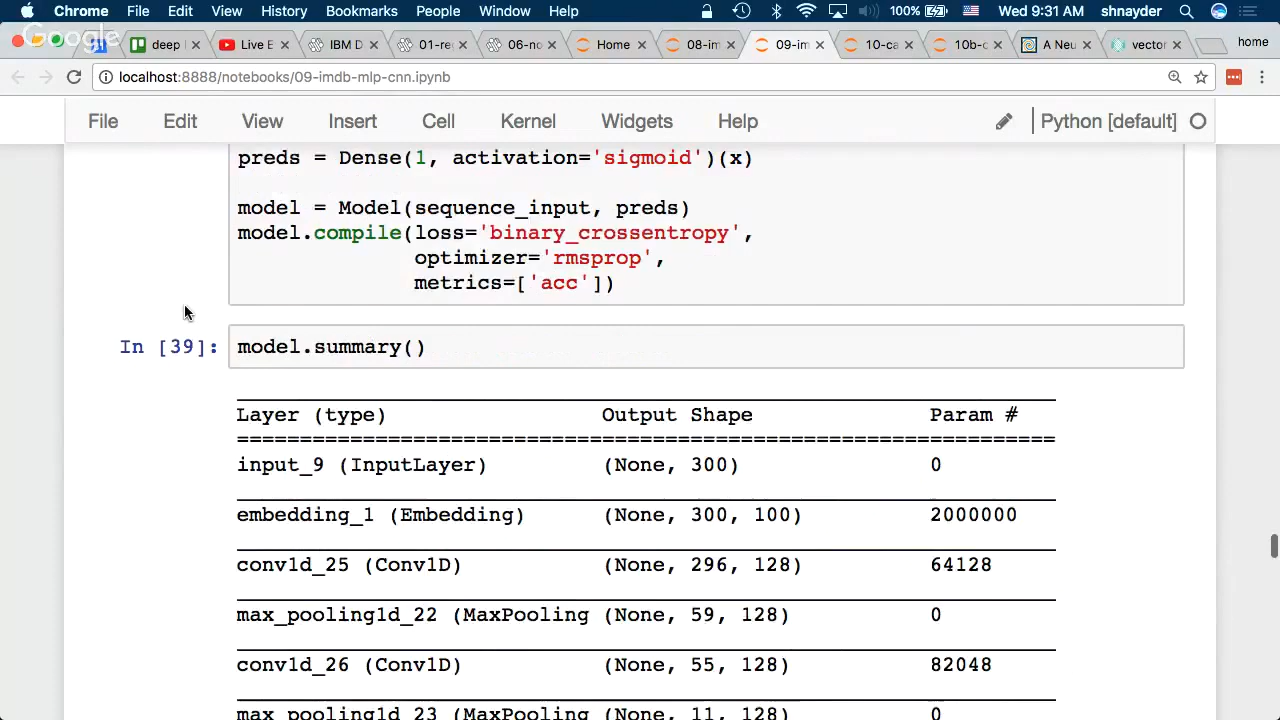 Chrome File Edit View History Bookmarks People Window Help 100% Wed 9:31 AM shnayder
Google
deep l Live E IBM D 01-re 06-m Home 08-im 09-im 10-ca 10b-c A Neu vector home
localhost:8888/notebooks/09-imdb-mlp-cnn.ipynb
File Edit View Insert Cell Kernel Widgets Help Python [default]
preds = Dense(1, activation='sigmoid')(x)
model = Model(sequence_input, preds)
model.compile(loss='binary_crossentropy',
optimizer='rmsprop',
metrics=['acc'])
In [39]: model.summary()
Layer (type) Output Shape Param #
=================================================================
input_9 (InputLayer) (None, 300) 0
embedding_1 (Embedding) (None, 300, 100) 2000000
conv1d_25 (Conv1D) (None, 296, 128) 64128
max_pooling1d_22 (MaxPooling (None, 59, 128) 0
conv1d_26 (Conv1D) (None, 55, 128) 82048
max_pooling1d_23 (MaxPooling (None, 11, 128) 0